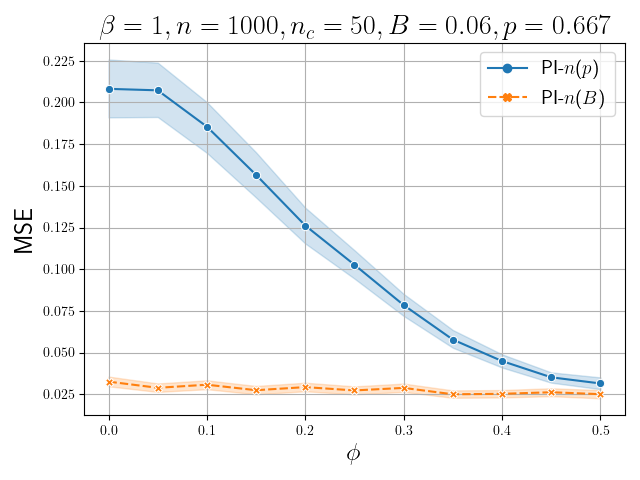 β = 1, n = 1000, n_c = 50, B = 0.06, p = 0.667
PI-n(p)
PI-n(B)
MSE
0.225
0.200
0.175
0.150
0.125
0.100
0.075
0.050
0.025
0.0 0.1 0.2 0.3 0.4 0.5
ϕ